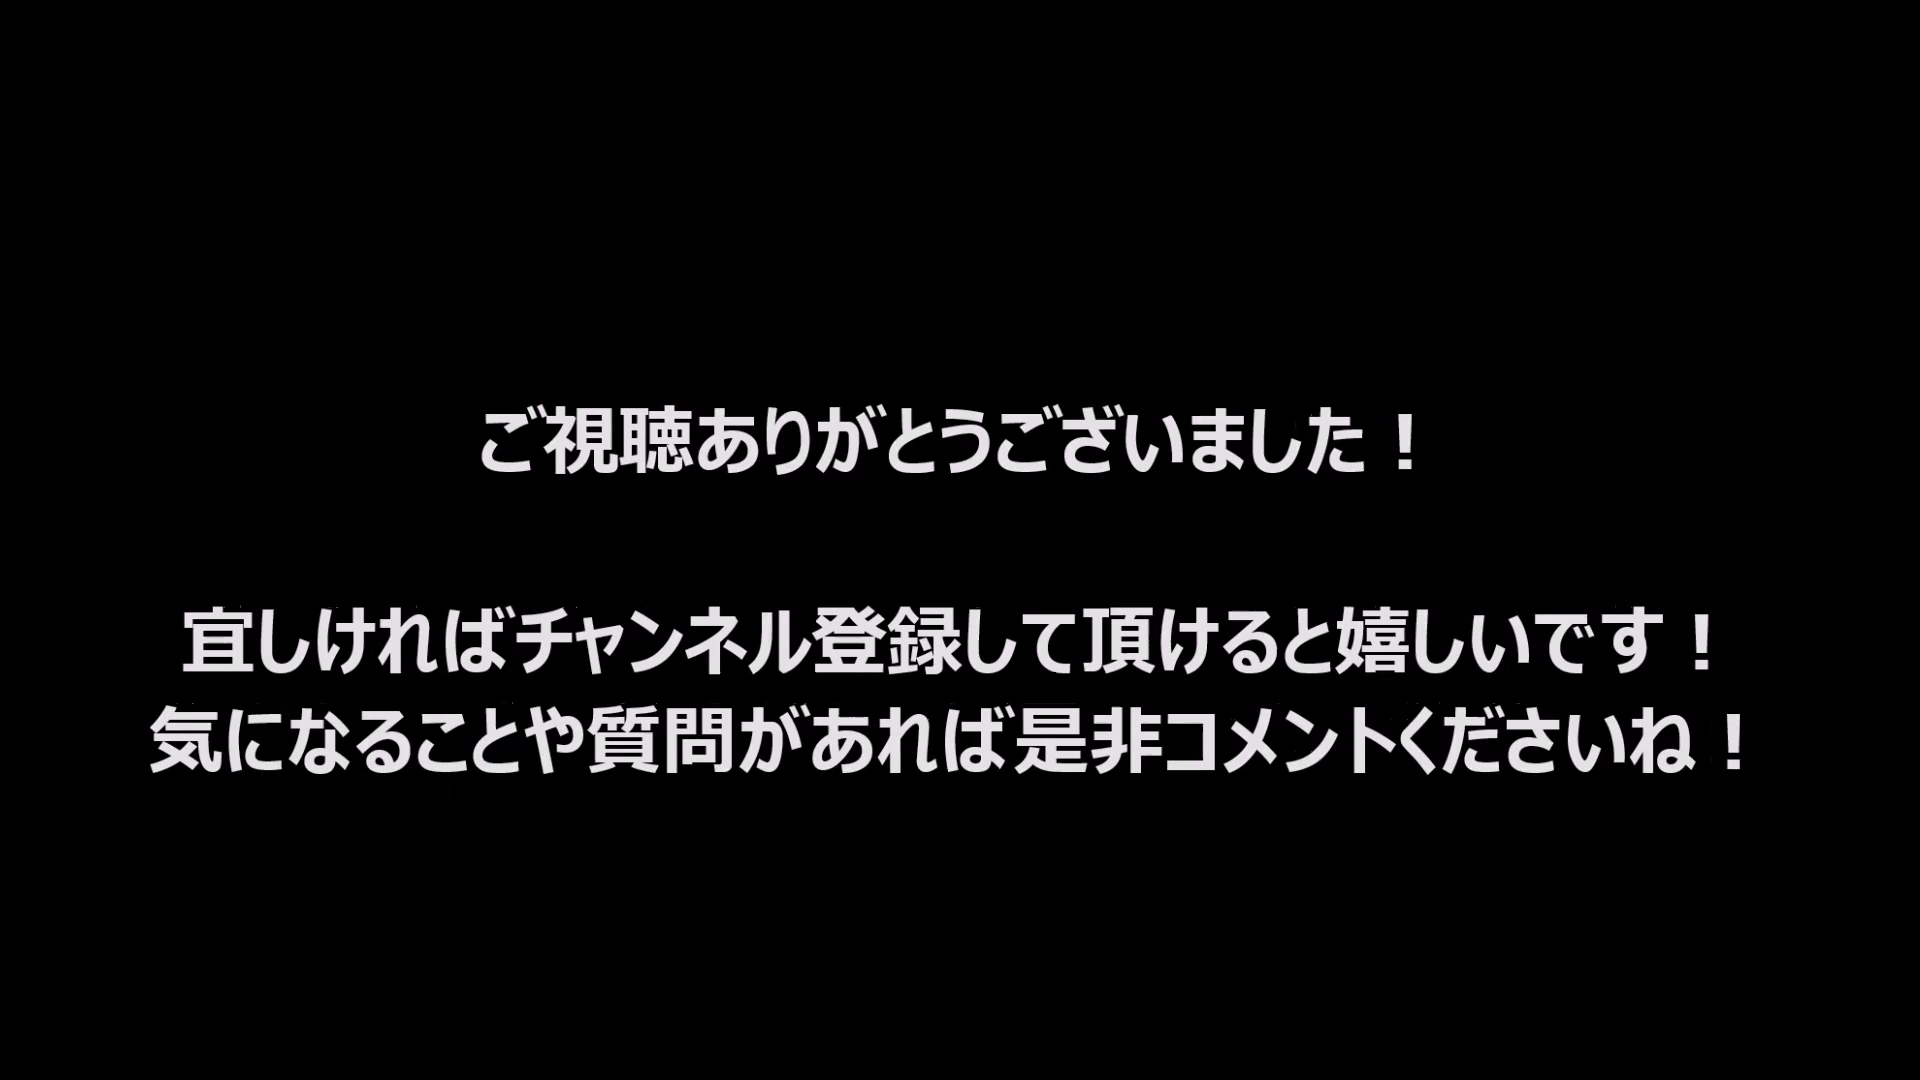 ご視聴ありがとうございました！
宜しければチャンネル登録して頂けると嬉しいです！
気になることや質問があれば是非コメントくださいね！